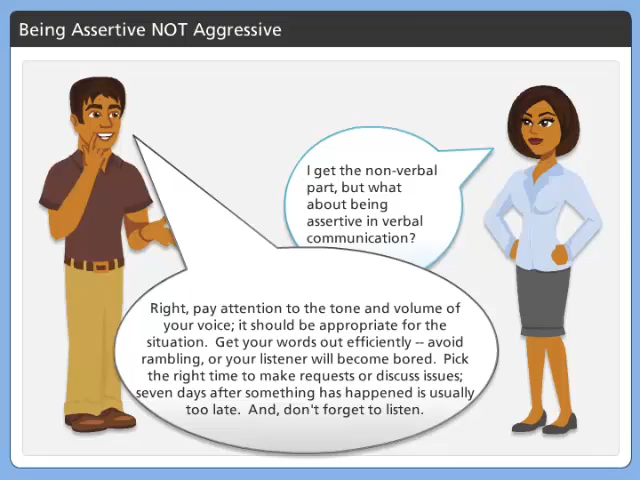 Being Assertive NOT Aggressive
I get the non-verbal
part, but what
about being
assertive in verbal
communication?
Right, pay attention to the tone and volume of
your voice; it should be appropriate for the
situation.  Get your words out efficiently -- avoid
rambling, or your listener will become bored.  Pick
the right time to make requests or discuss issues;
seven days after something has happened is usually
too late.  And, don't forget to listen.